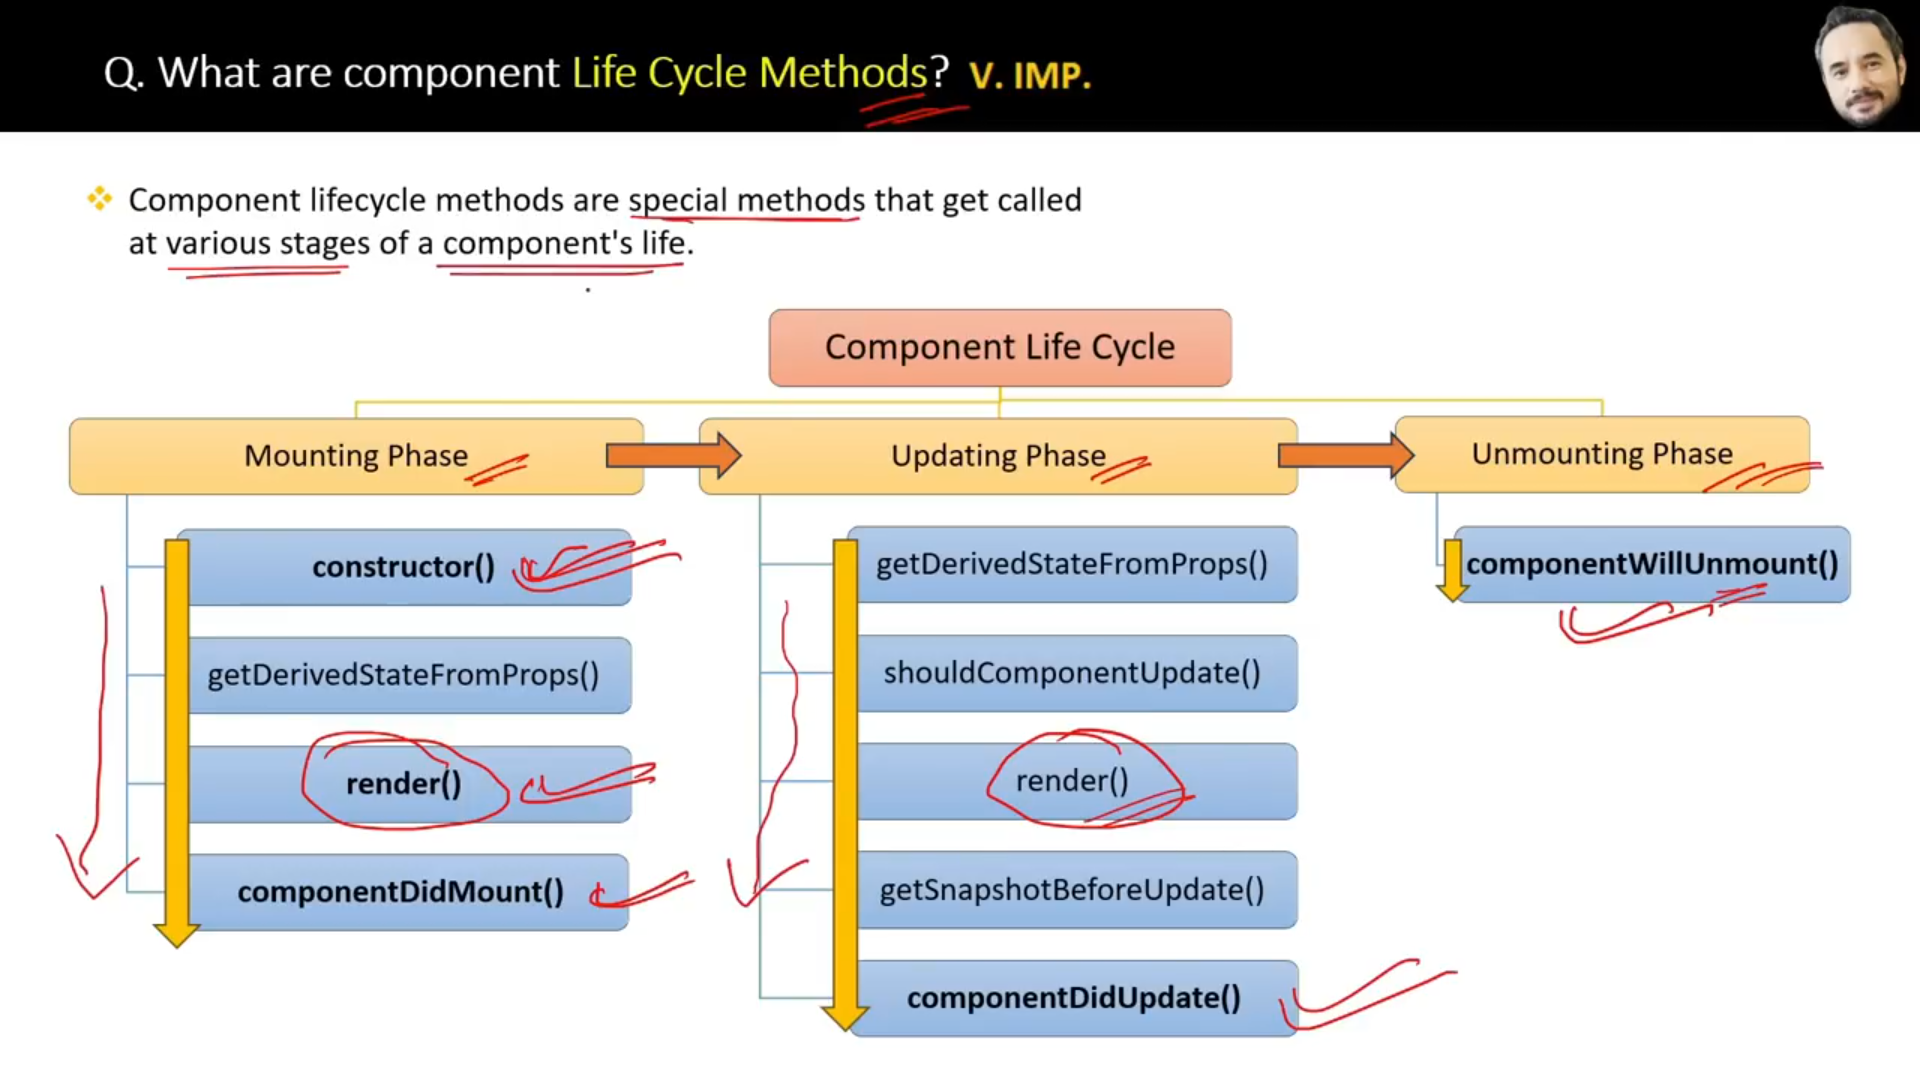 Q. What are component Life Cycle Methods? V. IMP.
Component lifecycle methods are special methods that get called
at various stages of a component's life.
Component Life Cycle
Mounting Phase
Updating Phase
Unmounting Phase
constructor()
getDerivedStateFromProps()
render()
componentDidMount()
getDerivedStateFromProps()
shouldComponentUpdate()
render()
getSnapshotBeforeUpdate()
componentDidUpdate()
componentWillUnmount()